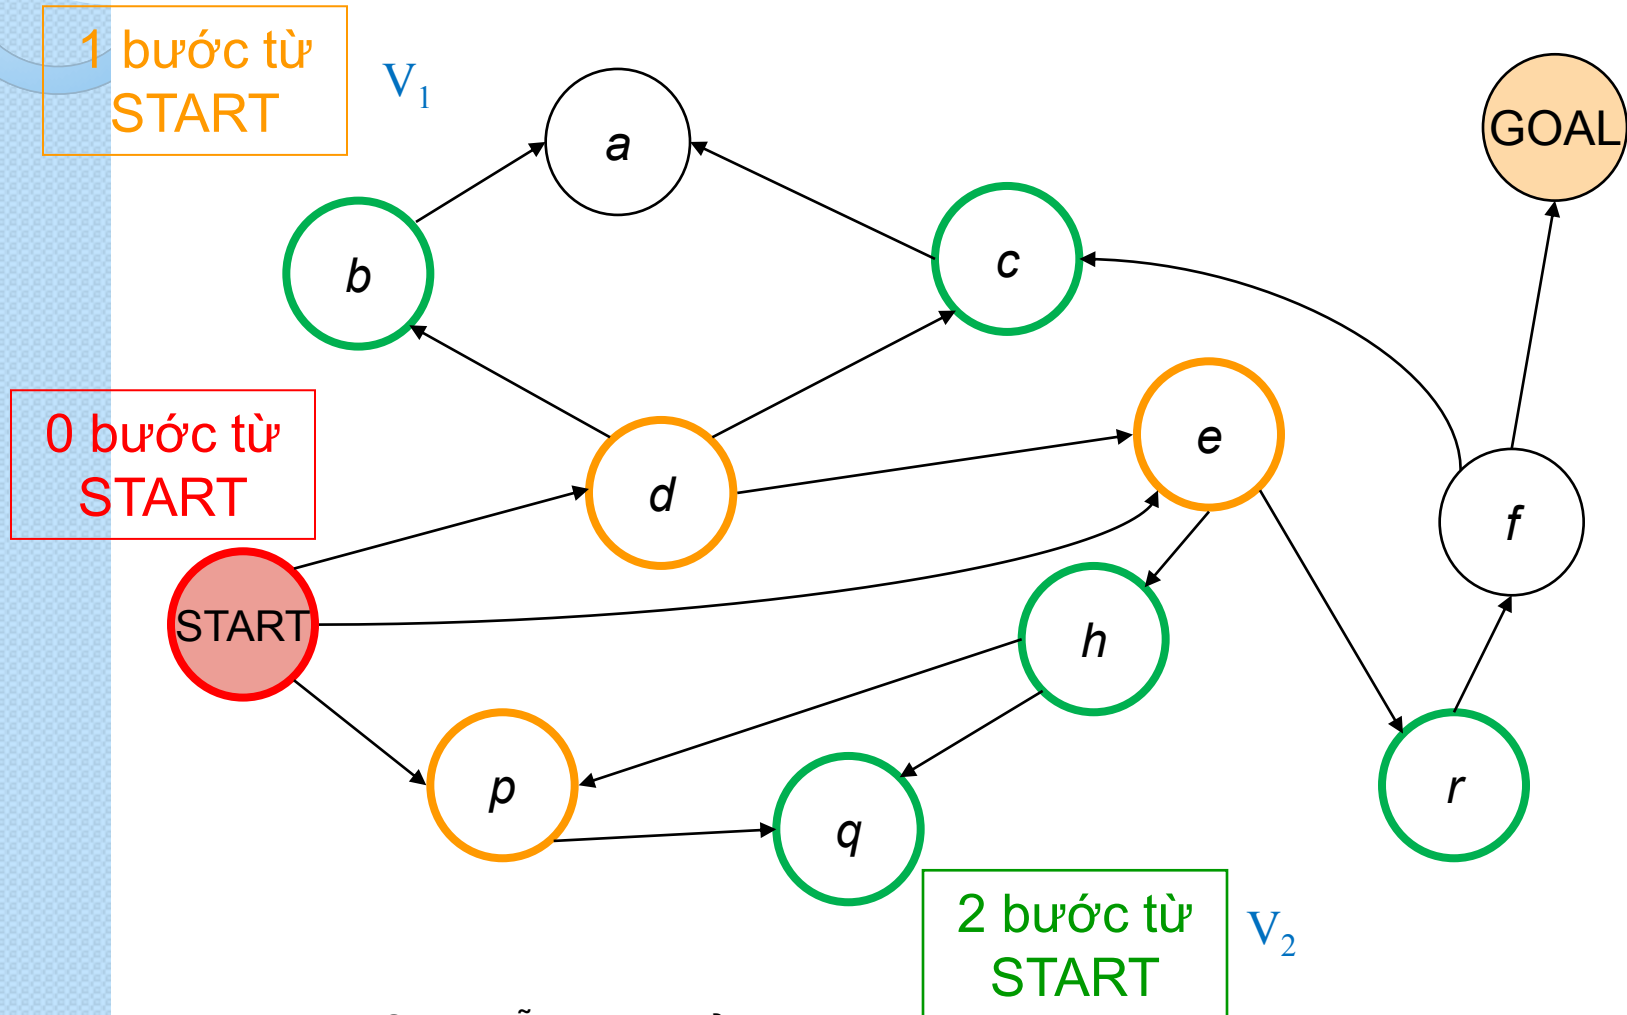 1 bước từ
START
V1
a
GOAL
b
c
0 bước từ
START
d
e
f
START
h
p
q
r
2 bước từ
START
V2